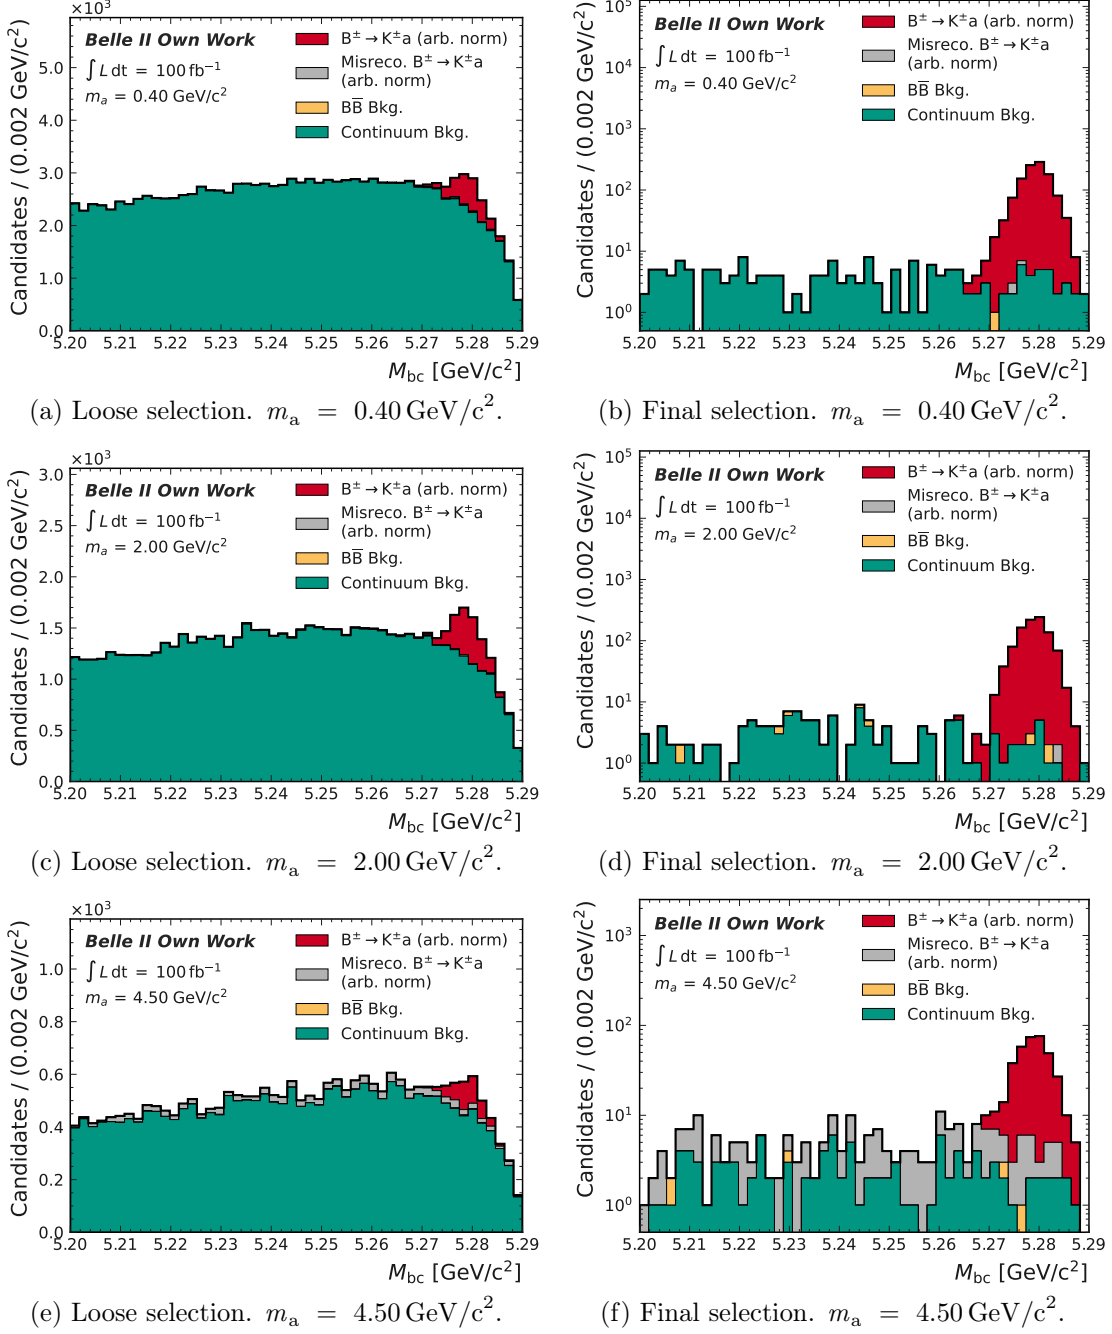 ×10³
Belle II Own Work
∫L dt = 100 fb⁻¹
mₐ = 0.40 GeV/c²
B± → K±a (arb. norm)
Misreco. B± → K±a
(arb. norm)
BB̅ Bkg.
Continuum Bkg.
Candidates / (0.002 GeV/c²)
5.0
4.0
3.0
2.0
1.0
0.0
5.20 5.21 5.22 5.23 5.24 5.25 5.26 5.27 5.28 5.29
M_bc [GeV/c²]
(a) Loose selection. mₐ = 0.40 GeV/c².
Belle II Own Work
∫L dt = 100 fb⁻¹
mₐ = 0.40 GeV/c²
B± → K±a (arb. norm)
Misreco. B± → K±a
(arb. norm)
BB̅ Bkg.
Continuum Bkg.
Candidates / (0.002 GeV/c²)
10⁵
10⁴
10³
10²
10¹
10⁰
5.20 5.21 5.22 5.23 5.24 5.25 5.26 5.27 5.28 5.29
M_bc [GeV/c²]
(b) Final selection. mₐ = 0.40 GeV/c².
×10³
Belle II Own Work
∫L dt = 100 fb⁻¹
mₐ = 2.00 GeV/c²
B± → K±a (arb. norm)
Misreco. B± → K±a
(arb. norm)
BB̅ Bkg.
Continuum Bkg.
Candidates / (0.002 GeV/c²)
3.0
2.5
2.0
1.5
1.0
0.5
0.0
5.20 5.21 5.22 5.23 5.24 5.25 5.26 5.27 5.28 5.29
M_bc [GeV/c²]
(c) Loose selection. mₐ = 2.00 GeV/c².
Belle II Own Work
∫L dt = 100 fb⁻¹
mₐ = 2.00 GeV/c²
B± → K±a (arb. norm)
Misreco. B± → K±a
(arb. norm)
BB̅ Bkg.
Continuum Bkg.
Candidates / (0.002 GeV/c²)
10⁵
10⁴
10³
10²
10¹
10⁰
5.20 5.21 5.22 5.23 5.24 5.25 5.26 5.27 5.28 5.29
M_bc [GeV/c²]
(d) Final selection. mₐ = 2.00 GeV/c².
×10³
Belle II Own Work
∫L dt = 100 fb⁻¹
mₐ = 4.50 GeV/c²
B± → K±a (arb. norm)
Misreco. B± → K±a
(arb. norm)
BB̅ Bkg.
Continuum Bkg.
Candidates / (0.002 GeV/c²)
1.0
0.8
0.6
0.4
0.2
0.0
5.20 5.21 5.22 5.23 5.24 5.25 5.26 5.27 5.28 5.29
M_bc [GeV/c²]
(e) Loose selection. mₐ = 4.50 GeV/c².
Belle II Own Work
∫L dt = 100 fb⁻¹
mₐ = 4.50 GeV/c²
B± → K±a (arb. norm)
Misreco. B± → K±a
(arb. norm)
BB̅ Bkg.
Continuum Bkg.
Candidates / (0.002 GeV/c²)
10³
10²
10¹
10⁰
5.20 5.21 5.22 5.23 5.24 5.25 5.26 5.27 5.28 5.29
M_bc [GeV/c²]
(f) Final selection. mₐ = 4.50 GeV/c².